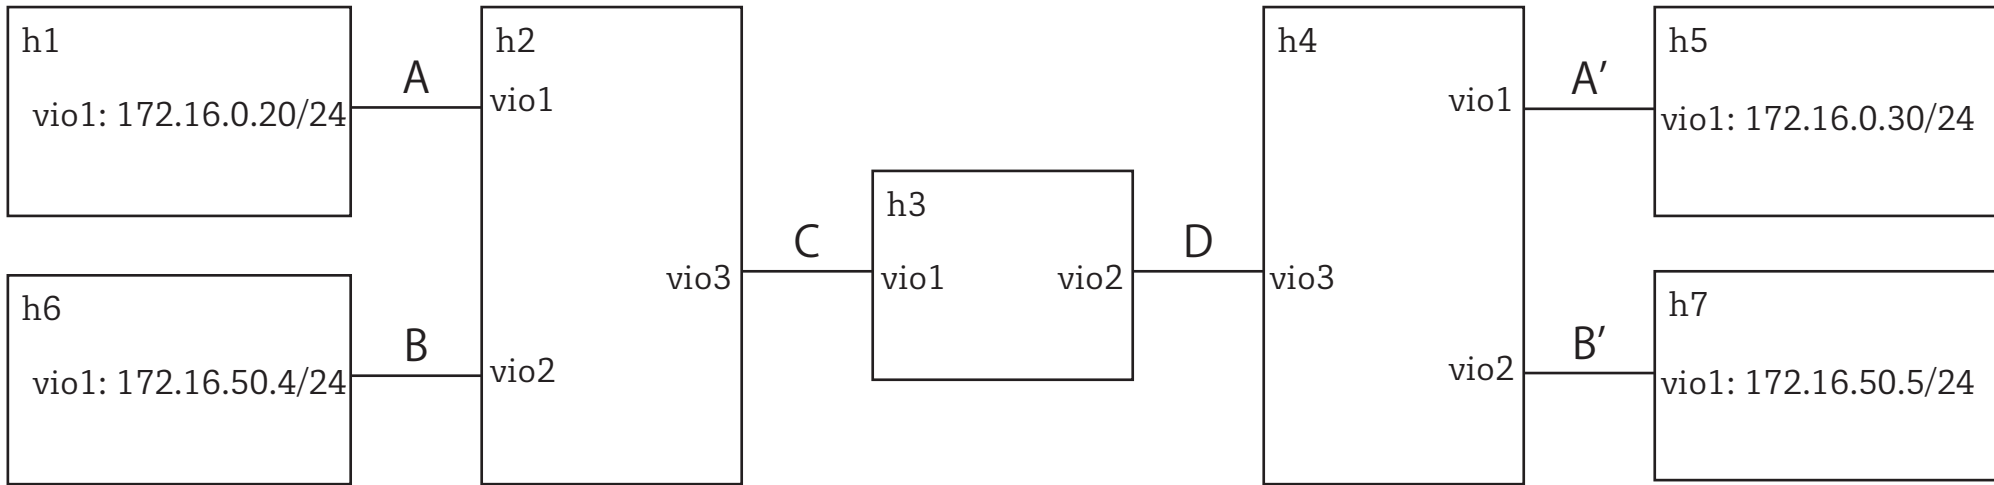 h1
vio1: 172.16.0.20/24
A
h2
vio1
h6
vio1: 172.16.50.4/24
B
vio2
vio3
C
h3
vio1
vio2
D
h4
vio1
vio3
vio2
A′
h5
vio1: 172.16.0.30/24
B′
h7
vio1: 172.16.50.5/24